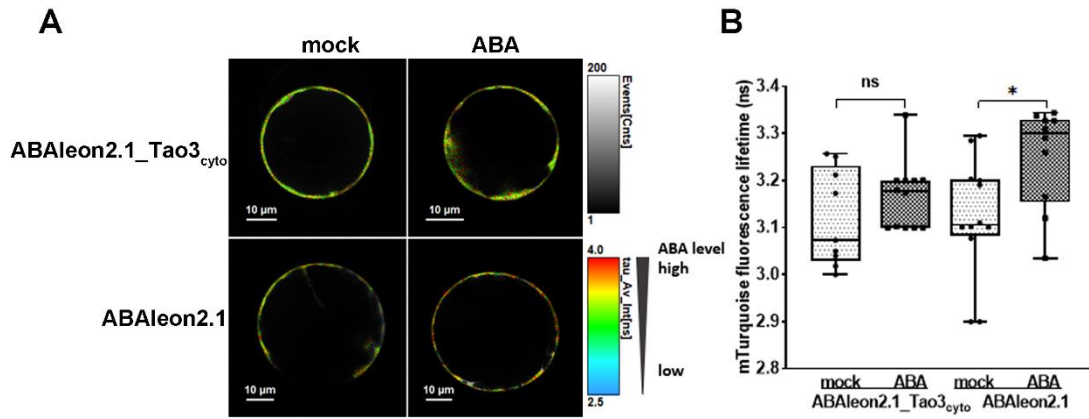 A
mock
ABA
ABAleon2.1_Tao3cyto
ABAleon2.1
10 µm
10 µm
10 µm
10 µm
200
Events[Cnts]
1
4.0
tau_Av_Int[ns]
2.5
ABA level
high
low
B
mTurquoise fluorescence lifetime (ns)
3.4
3.3
3.2
3.1
3.0
2.9
2.8
ns
*
mock ABA mock ABA
ABAleon2.1_Tao3cyto ABAleon2.1